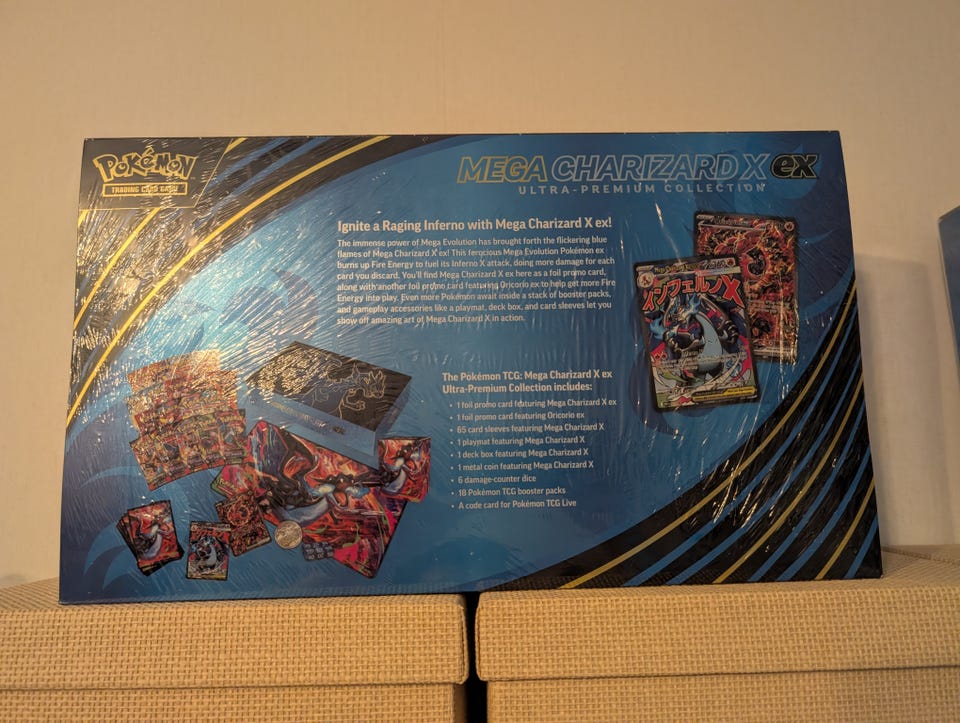 POKÉMON
TRADING CARD GAME
MEGA CHARIZARD X ex
ULTRA-PREMIUM COLLECTION
Ignite a Raging Inferno with Mega Charizard X ex!
The immense power of Mega Evolution has brought forth the flickering blue
flames of Mega Charizard X ex! This ferocious Mega Evolution Pokémon ex
burns up Fire Energy to fuel its Inferno X attack, doing more damage for each
card you discard. You'll find Mega Charizard X ex here as a foil promo card,
along with another foil promo card featuring Oricorio ex to help get more Fire
Energy into play. Even more Pokémon await inside a stack of booster packs,
and gameplay accessories like a playmat, deck box, and card sleeves let you
show off amazing art of Mega Charizard X in action.
インフェルノX
The Pokémon TCG: Mega Charizard X ex
Ultra-Premium Collection includes:
• 1 foil promo card featuring Mega Charizard X ex
• 1 foil promo card featuring Oricorio ex
• 65 card sleeves featuring Mega Charizard X
• 1 playmat featuring Mega Charizard X
• 1 deck box featuring Mega Charizard X
• 1 metal coin featuring Mega Charizard X
• 6 damage-counter dice
• 18 Pokémon TCG booster packs
• A code card for Pokémon TCG Live